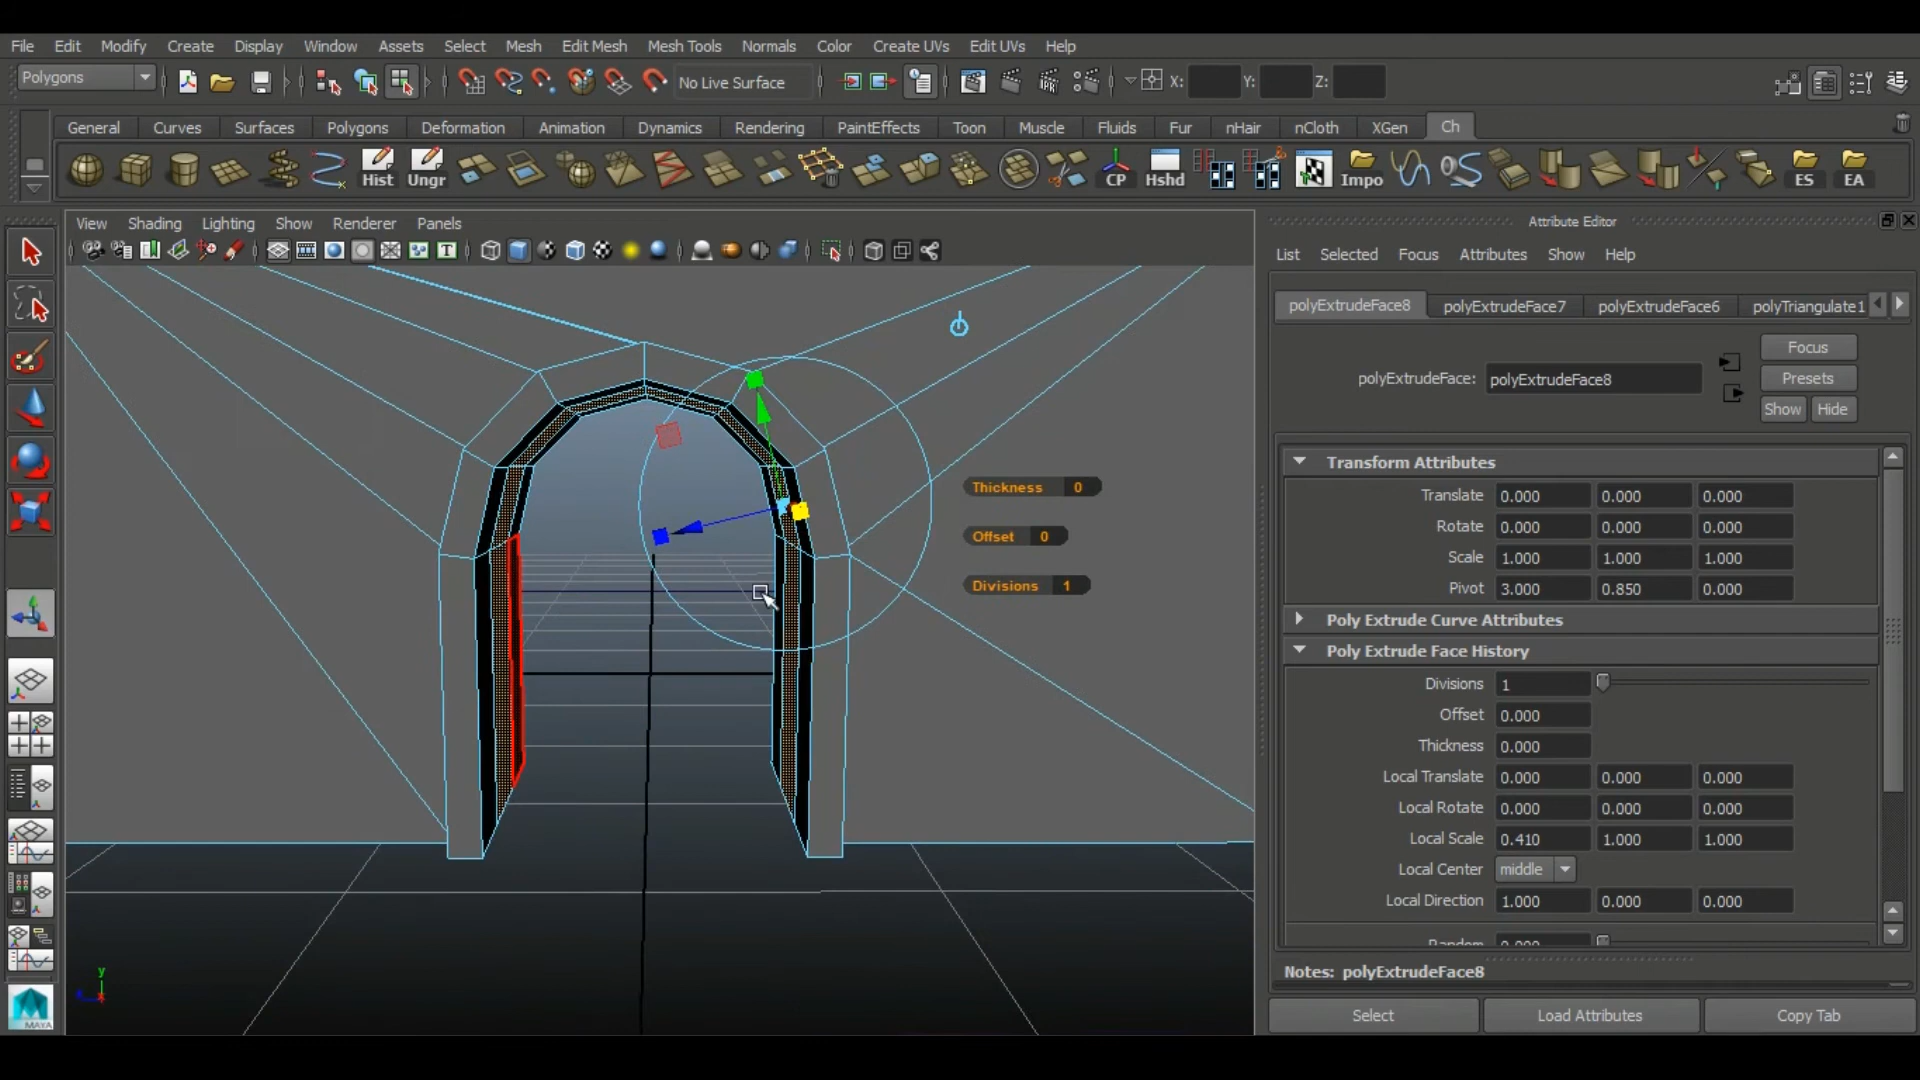 File Edit Modify Create Display Window Assets Select Mesh Edit Mesh Mesh Tools Normals Color Create UVs Edit UVs Help
Polygons No Live Surface X: Y: Z:
General Curves Surfaces Polygons Deformation Animation Dynamics Rendering PaintEffects Toon Muscle Fluids Fur nHair nCloth XGen Ch
Hist Ungr CP Hshd Impo ES EA
View Shading Lighting Show Renderer Panels
Attribute Editor
List Selected Focus Attributes Show Help
polyExtrudeFace8 polyExtrudeFace7 polyExtrudeFace6 polyTriangulate1
Focus
polyExtrudeFace: polyExtrudeFace8
Presets
Show Hide
Transform Attributes
Translate 0.000 0.000 0.000
Rotate 0.000 0.000 0.000
Scale 1.000 1.000 1.000
Pivot 3.000 0.850 0.000
Poly Extrude Curve Attributes
Poly Extrude Face History
Divisions 1
Offset 0.000
Thickness 0.000
Local Translate 0.000 0.000 0.000
Local Rotate 0.000 0.000 0.000
Local Scale 0.410 1.000 1.000
Local Center middle
Local Direction 1.000 0.000 0.000
Random 0.000
Notes: polyExtrudeFace8
Select Load Attributes Copy Tab
Thickness 0
Offset 0
Divisions 1
y
x
MAYA